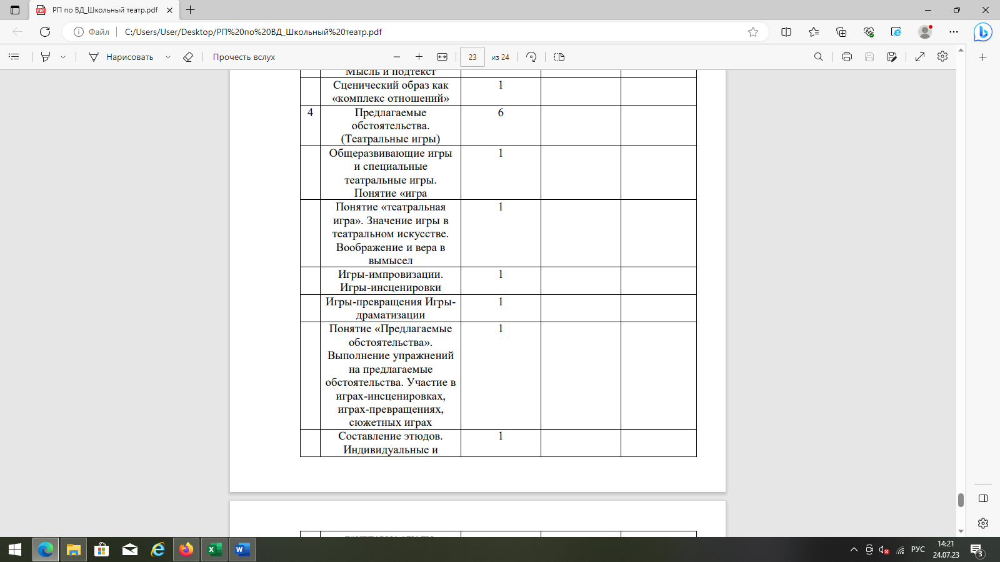 РП по ВД_Школьный театр.pdf
Файл
C:/Users/User/Desktop/РП%20по%20ВД_Школьный%20театр.pdf
Нарисовать
Прочесть вслух
23
из 24
Мысль и подтекст
Сценический образ как
«комплекс отношений»
1
4
Предлагаемые
обстоятельства.
(Театральные игры)
6
Общеразвивающие игры
и специальные
театральные игры.
Понятие «игра
1
Понятие «театральная
игра». Значение игры в
театральном искусстве.
Воображение и вера в
вымысел
1
Игры-импровизации.
Игры-инсценировки
1
Игры-превращения Игры-
драматизации
1
Понятие «Предлагаемые
обстоятельства».
Выполнение упражнений
на предлагаемые
обстоятельства. Участие в
играх-инсценировках,
играх-превращениях,
сюжетных играх
1
Составление этюдов.
Индивидуальные и
1
РУС
14:21
24.07.23
3